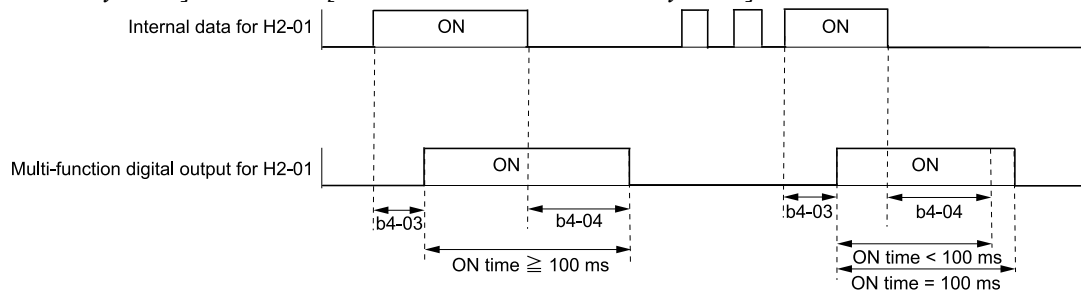 Internal data for H2-01
ON
ON
Multi-function digital output for H2-01
ON
ON
b4-03
b4-04
b4-03
b4-04
ON time ≧ 100 ms
ON time < 100 ms
ON time = 100 ms